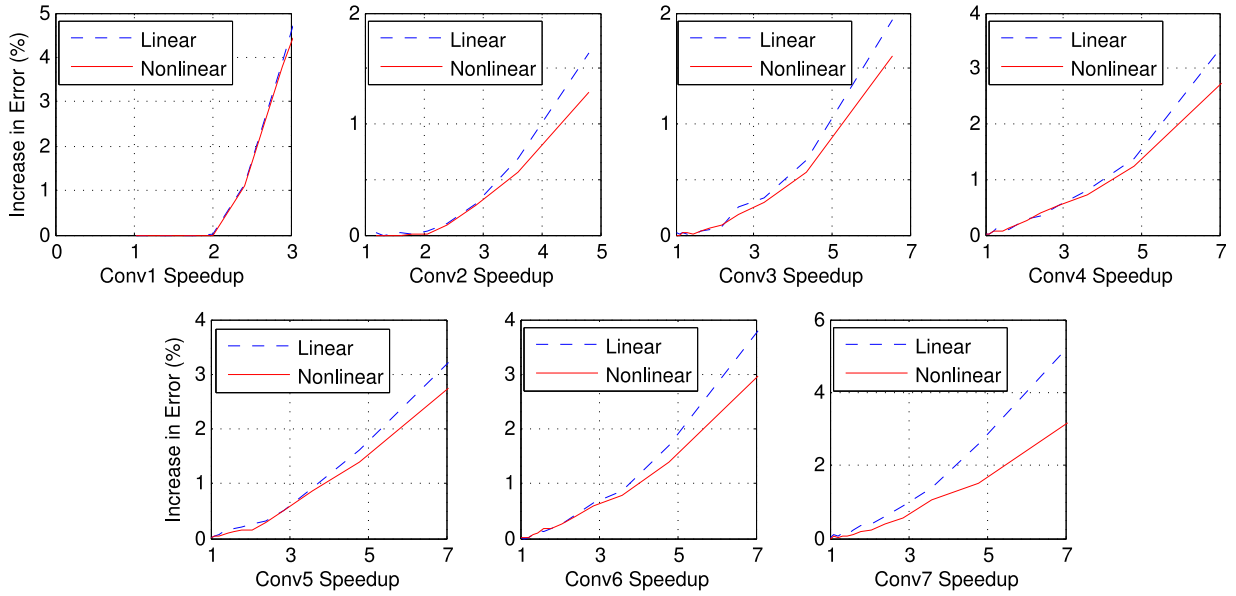 5
4
3
2
1
0
Increase in Error (%)
Linear
Nonlinear
0 1 2 3
Conv1 Speedup
2
1
0
Linear
Nonlinear
1 2 3 4 5
Conv2 Speedup
2
1
0
Linear
Nonlinear
1 3 5 7
Conv3 Speedup
4
3
2
1
0
Linear
Nonlinear
1 3 5 7
Conv4 Speedup
4
3
2
1
0
Increase in Error (%)
Linear
Nonlinear
1 3 5 7
Conv5 Speedup
4
3
2
1
0
Linear
Nonlinear
1 3 5 7
Conv6 Speedup
6
4
2
0
Linear
Nonlinear
1 3 5 7
Conv7 Speedup